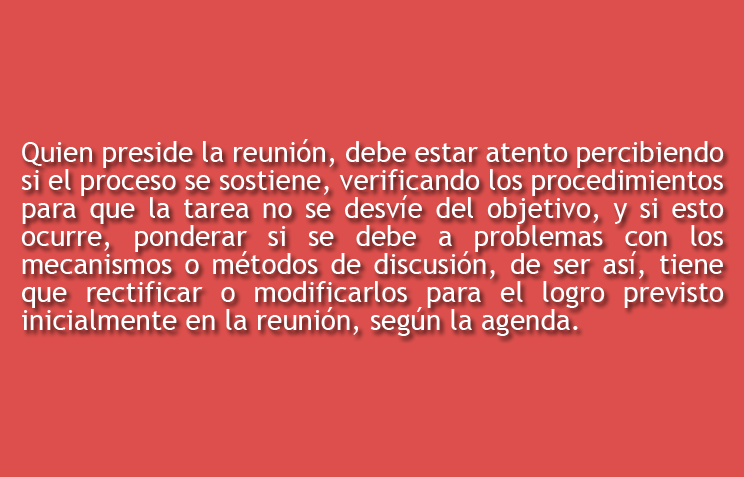 Quien preside la reunión, debe estar atento percibiendo
si el proceso se sostiene, verificando los procedimientos
para que la tarea no se desvíe del objetivo, y si esto
ocurre, ponderar si se debe a problemas con los
mecanismos o métodos de discusión, de ser así, tiene
que rectificar o modificarlos para el logro previsto
inicialmente en la reunión, según la agenda.